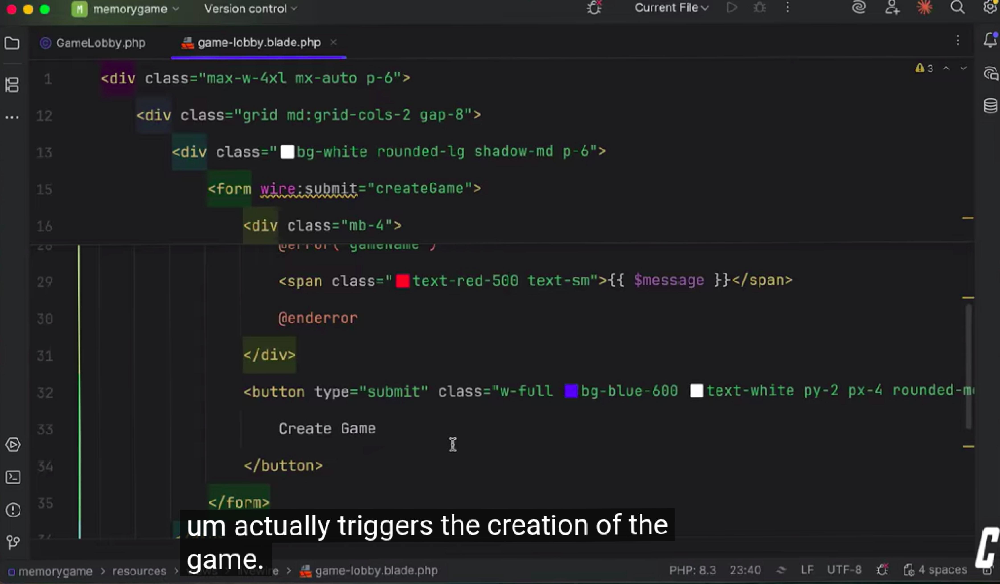 M memorygame Version control Current File
GameLobby.php game-lobby.blade.php
1 <div class="max-w-4xl mx-auto p-6"> 3
12 <div class="grid md:grid-cols-2 gap-8">
13 <div class="bg-white rounded-lg shadow-md p-6">
15 <form wire:submit="createGame">
16 <div class="mb-4">
28 @error( gameName )
29 <span class="text-red-500 text-sm">{{ $message }}</span>
30 @enderror
31 </div>
32 <button type="submit" class="w-full bg-blue-600 text-white py-2 px-4 rounded-m
33 Create Game
34 </button>
35 </form>
um actually triggers the creation of the
game.
memorygame > resources > > game-lobby.blade.php PHP: 8.3 23:40 LF UTF-8 4 spaces